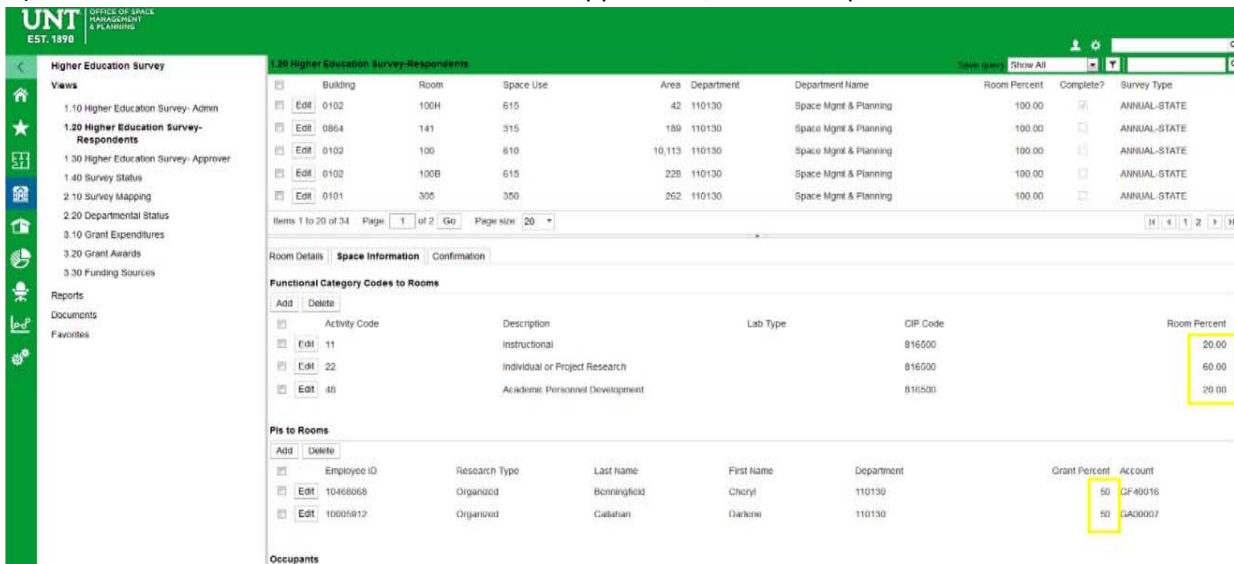 UNT OFFICE OF SPACE
MANAGEMENT
& PLANNING
EST. 1890
Higher Education Survey
Views
1.10 Higher Education Survey- Admin
1.20 Higher Education Survey-
Respondents
1.30 Higher Education Survey- Approver
1.40 Survey Status
2.10 Survey Mapping
2.20 Departmental Status
3.10 Grant Expenditures
3.20 Grant Awards
3.30 Funding Sources
Reports
Documents
Favorites
1.20 Higher Education Survey-Respondents Save query Show All
Building Room Space Use Area Department Department Name Room Percent Complete? Survey Type
Edit 0102 100H 615 42 110130 Space Mgmt & Planning 100.00 ANNUAL-STATE
Edit 0864 141 315 189 110130 Space Mgmt & Planning 100.00 ANNUAL-STATE
Edit 0102 100 610 10,113 110130 Space Mgmt & Planning 100.00 ANNUAL-STATE
Edit 0102 100B 615 228 110130 Space Mgmt & Planning 100.00 ANNUAL-STATE
Edit 0101 305 350 262 110130 Space Mgmt & Planning 100.00 ANNUAL-STATE
Items 1 to 20 of 34 Page 1 of 2 Go Page size 20 1 2
Room Details Space Information Confirmation
Functional Category Codes to Rooms
Add Delete
Activity Code Description Lab Type CIP Code Room Percent
Edit 11 Instructional 816500 20.00
Edit 22 Individual or Project Research 816500 60.00
Edit 48 Academic Personnel Development 816500 20.00
PIs to Rooms
Add Delete
Employee ID Research Type Last Name First Name Department Grant Percent Account
Edit 10468068 Organized Benningfield Cheryl 110130 50 GF40016
Edit 10005912 Organized Callahan Darlene 110130 50 GA00007
Occupants